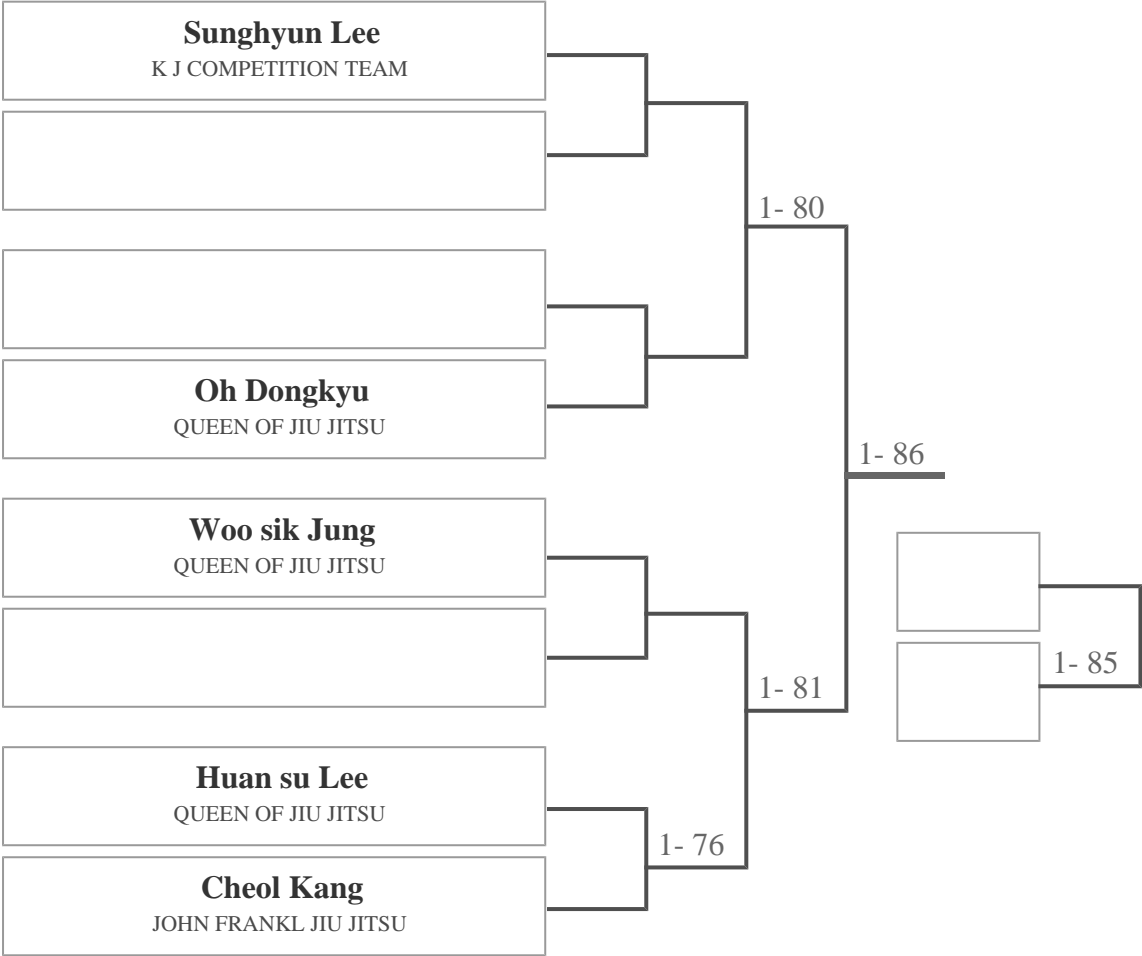 Sunghyun Lee
K J COMPETITION TEAM
1- 80
Oh Dongkyu
QUEEN OF JIU JITSU
1- 86
Woo sik Jung
QUEEN OF JIU JITSU
1- 85
1- 81
Huan su Lee
QUEEN OF JIU JITSU
1- 76
Cheol Kang
JOHN FRANKL JIU JITSU